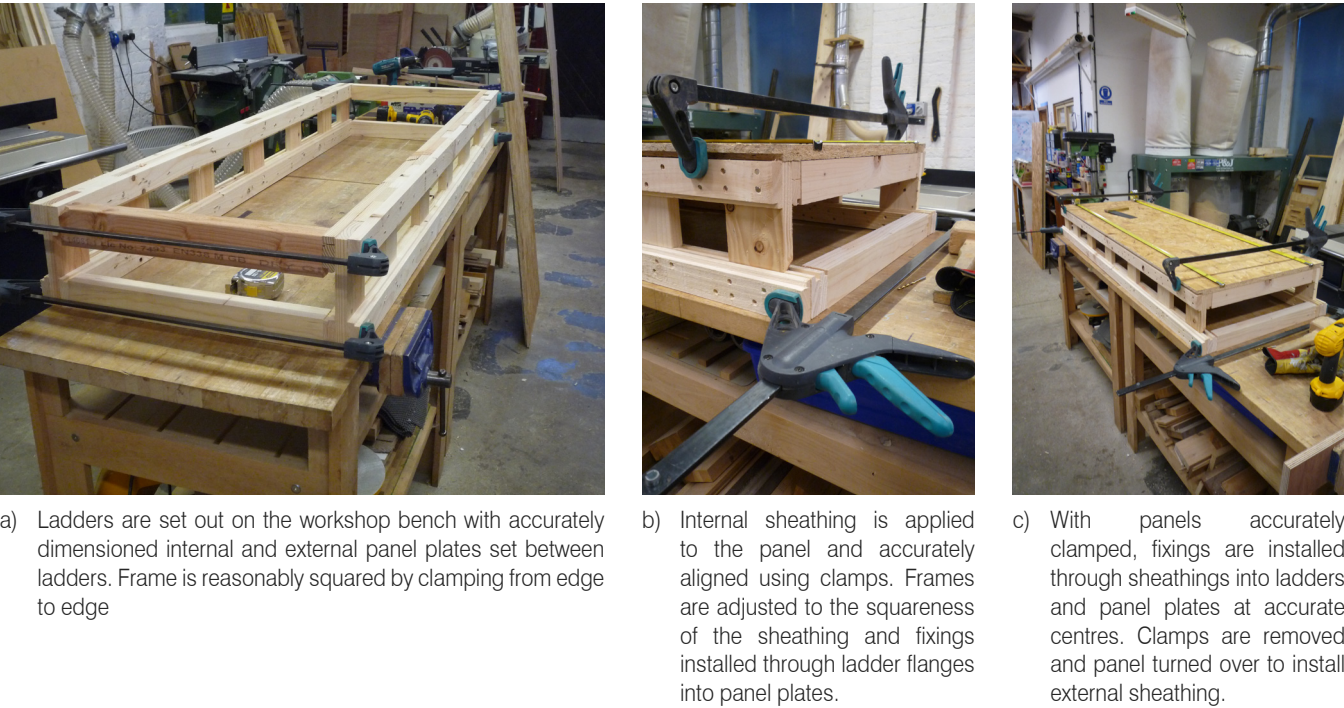 a) Ladders are set out on the workshop bench with accurately
dimensioned internal and external panel plates set between
ladders. Frame is reasonably squared by clamping from edge
to edge
b) Internal sheathing is applied
to the panel and accurately
aligned using clamps. Frames
are adjusted to the squareness
of the sheathing and fixings
installed through ladder flanges
into panel plates.
c) With panels accurately
clamped, fixings are installed
through sheathings into ladders
and panel plates at accurate
centres. Clamps are removed
and panel turned over to install
external sheathing.